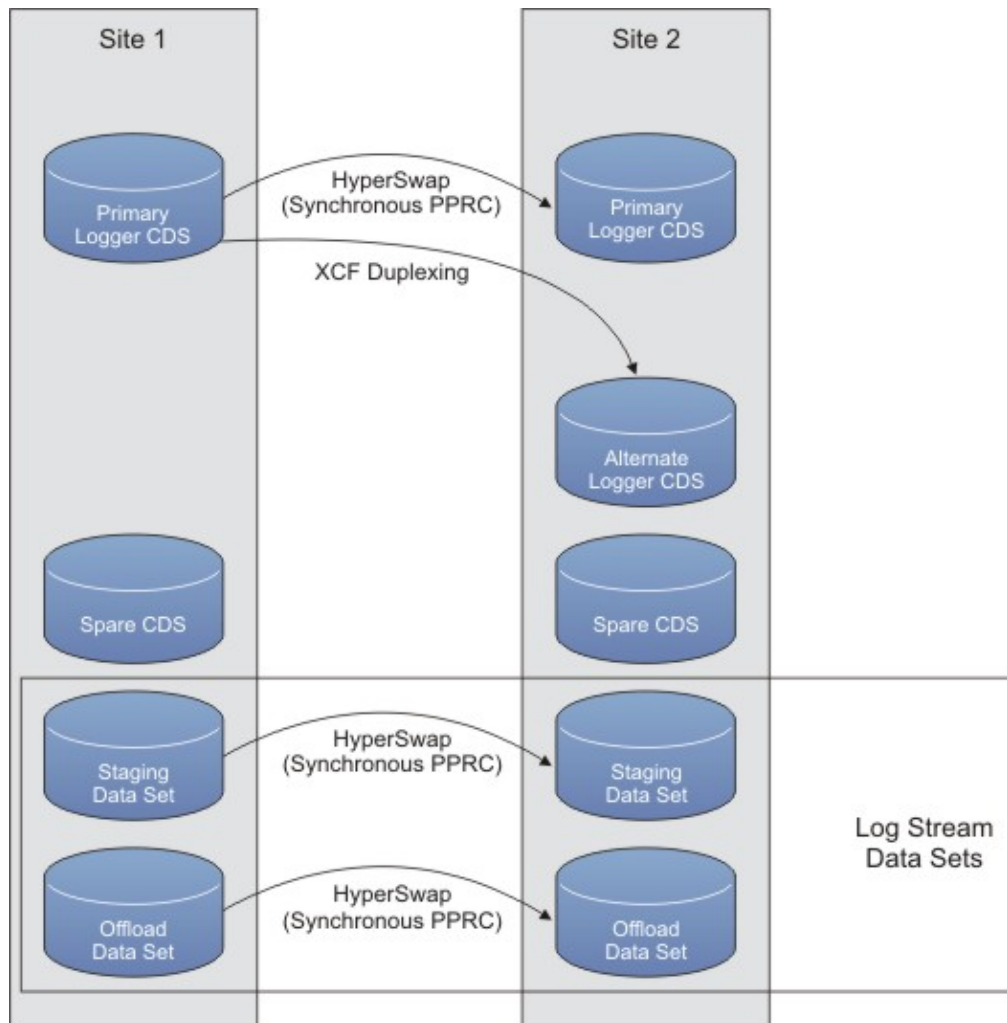 Site 1
Site 2
Primary
Logger CDS
HyperSwap
(Synchronous PPRC)
Primary
Logger CDS
XCF Duplexing
Alternate
Logger CDS
Spare CDS
Spare CDS
Staging
Data Set
HyperSwap
(Synchronous PPRC)
Staging
Data Set
Log Stream
Data Sets
Offload
Data Set
HyperSwap
(Synchronous PPRC)
Offload
Data Set